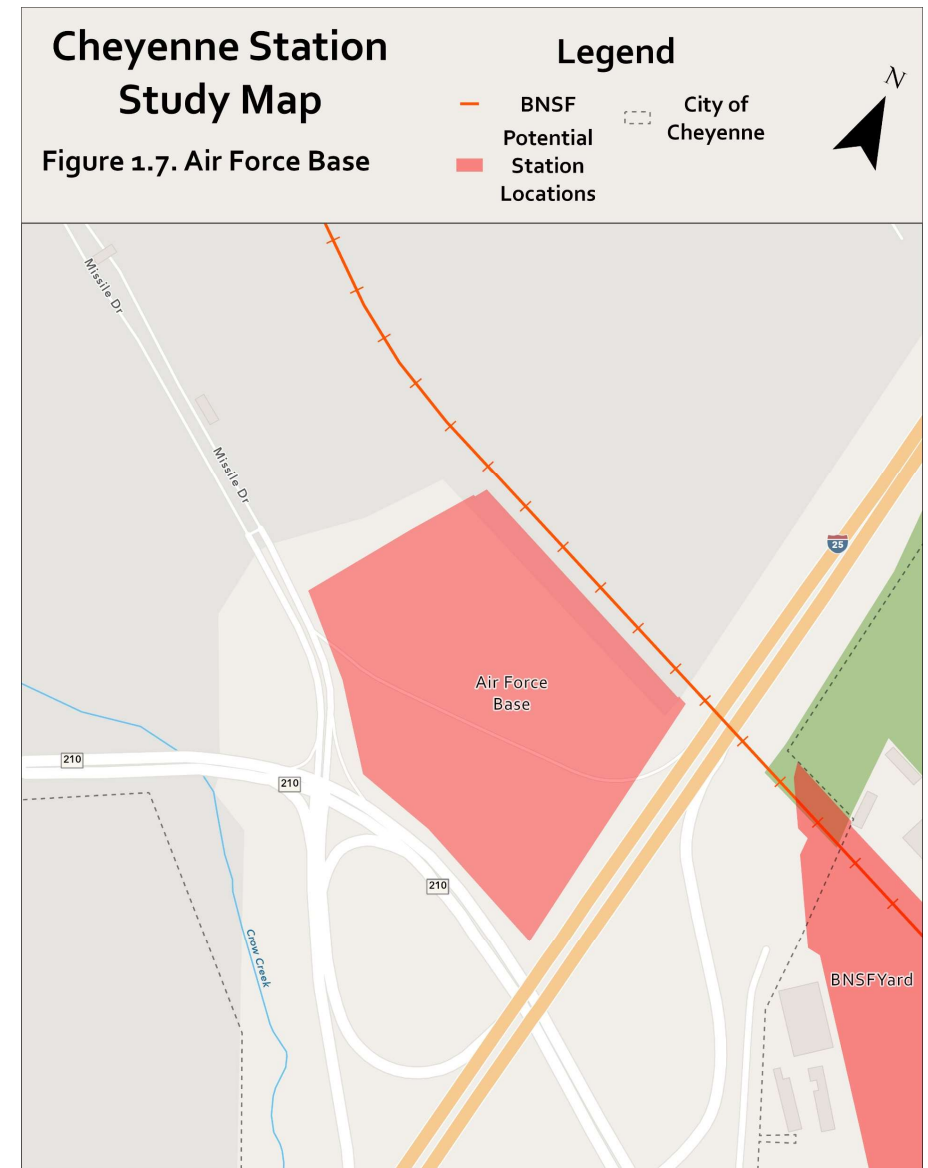 Cheyenne Station
Study Map
Figure 1.7. Air Force Base
Legend
BNSF
Potential
Station
Locations
City of
Cheyenne
N
Missile Dr
Missile Dr
25
Air Force
Base
210
210
210
Crow Creek
BNSFYard